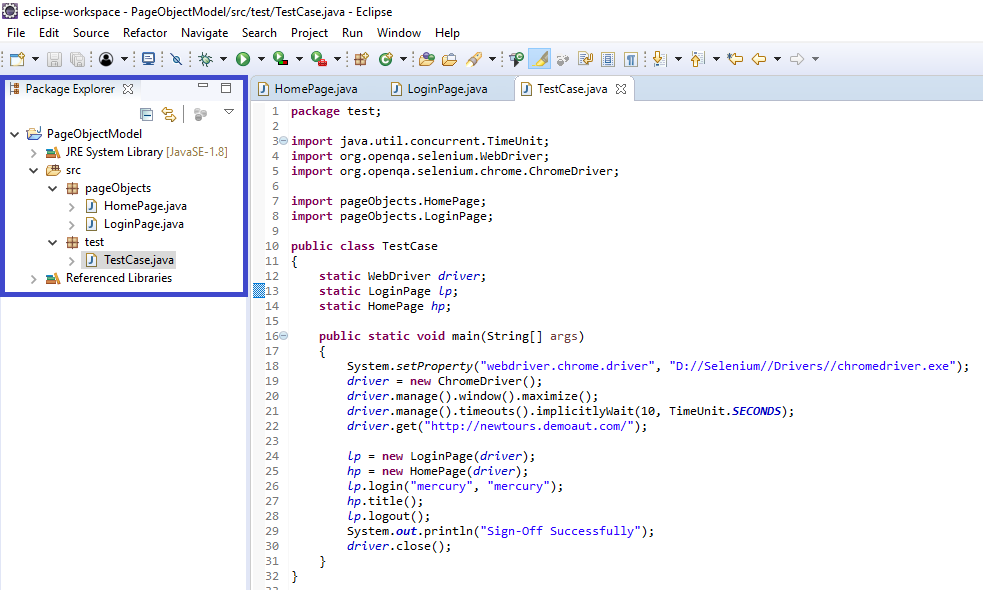 eclipse-workspace - PageObjectModel/src/test/TestCase.java - Eclipse
File Edit Source Refactor Navigate Search Project Run Window Help
Package Explorer
PageObjectModel
JRE System Library [JavaSE-1.8]
src
pageObjects
HomePage.java
LoginPage.java
test
TestCase.java
Referenced Libraries
HomePage.java LoginPage.java TestCase.java
1 package test;
2
3 import java.util.concurrent.TimeUnit;
4 import org.openqa.selenium.WebDriver;
5 import org.openqa.selenium.chrome.ChromeDriver;
6
7 import pageObjects.HomePage;
8 import pageObjects.LoginPage;
9
10 public class TestCase
11 {
12 static WebDriver driver;
13 static LoginPage lp;
14 static HomePage hp;
15
16 public static void main(String[] args)
17 {
18 System.setProperty("webdriver.chrome.driver", "D://Selenium//Drivers//chromedriver.exe");
19 driver = new ChromeDriver();
20 driver.manage().window().maximize();
21 driver.manage().timeouts().implicitlyWait(10, TimeUnit.SECONDS);
22 driver.get("http://newtours.demoaut.com/");
23
24 lp = new LoginPage(driver);
25 hp = new HomePage(driver);
26 lp.login("mercury", "mercury");
27 hp.title();
28 lp.logout();
29 System.out.println("Sign-Off Successfully");
30 driver.close();
31 }
32 }